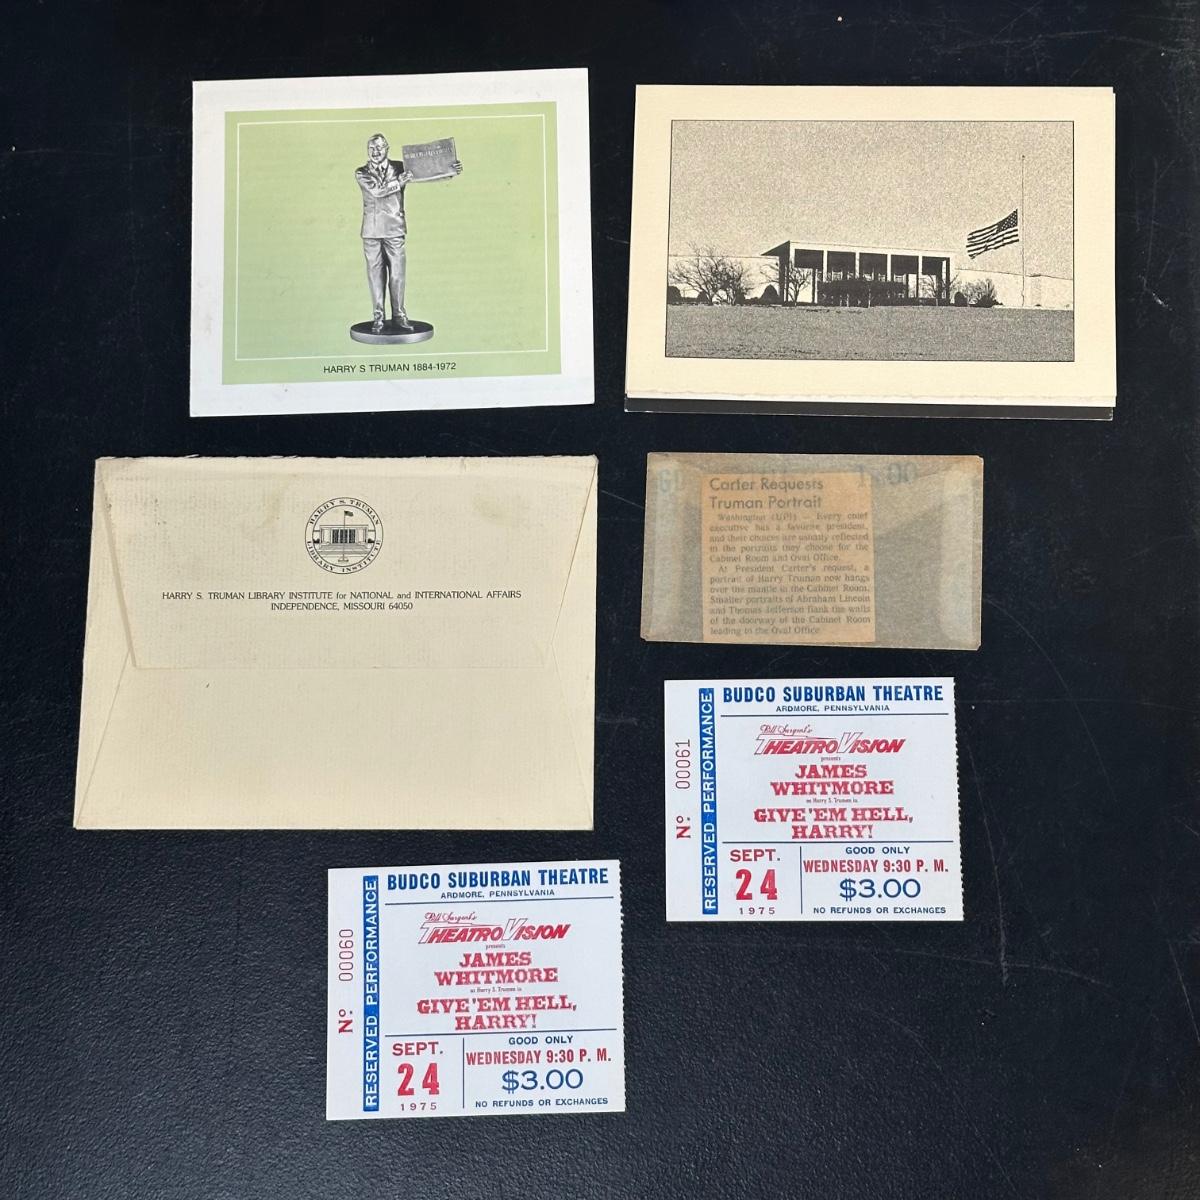 HARRY S TRUMAN 1884-1972
HARRY S. TRUMAN
LIBRARY INSTITUTE
HARRY S. TRUMAN LIBRARY INSTITUTE for NATIONAL and INTERNATIONAL AFFAIRS
INDEPENDENCE, MISSOURI 64050
Carter Requests
Truman Portrait
Washington (UPI) — Every chief
executive has a favorite president,
and their choices are usually reflected
in the portraits they choose for the
Cabinet Room and Oval Office.
At President Carter's request, a
portrait of Harry Truman now hangs
over the mantle in the Cabinet Room.
Smaller portraits of Abraham Lincoln
and Thomas Jefferson flank the walls
of the doorway of the Cabinet Room
leading to the Oval Office.
Nº 00061
RESERVED PERFORMANCE
BUDCO SUBURBAN THEATRE
ARDMORE, PENNSYLVANIA
Bill Sargent's
THEATROVISION
presents
JAMES
WHITMORE
as Harry S. Truman in
GIVE 'EM HELL,
HARRY!
SEPT.
24
1975
GOOD ONLY
WEDNESDAY 9:30 P. M.
$3.00
NO REFUNDS OR EXCHANGES
Nº 00060
RESERVED PERFORMANCE
BUDCO SUBURBAN THEATRE
ARDMORE, PENNSYLVANIA
Bill Sargent's
THEATROVISION
presents
JAMES
WHITMORE
as Harry S. Truman in
GIVE 'EM HELL,
HARRY!
SEPT.
24
1975
GOOD ONLY
WEDNESDAY 9:30 P. M.
$3.00
NO REFUNDS OR EXCHANGES